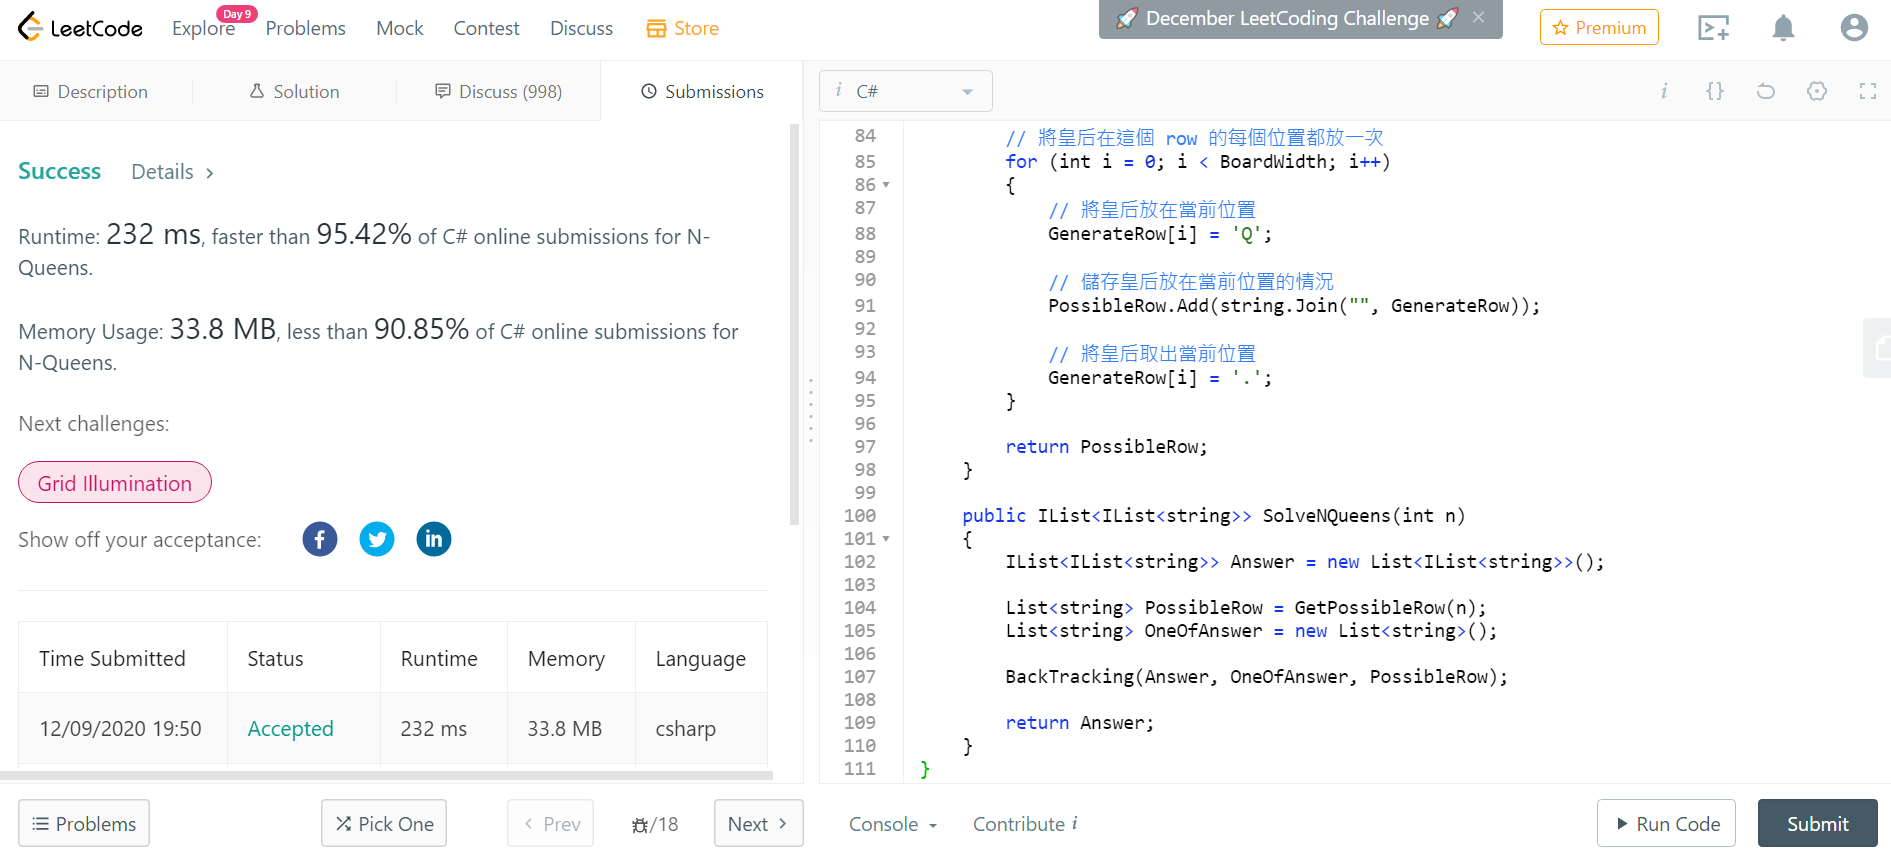 LeetCode
Explore
Day 9
Problems
Mock
Contest
Discuss
Store
🚀 December LeetCoding Challenge 🚀 ×
Premium
Description
Solution
Discuss (998)
Submissions
i C#
i {}
Success
Details >
Runtime: 232 ms, faster than 95.42% of C# online submissions for N-
Queens.
Memory Usage: 33.8 MB, less than 90.85% of C# online submissions for
N-Queens.
Next challenges:
Grid Illumination
Show off your acceptance:
Time Submitted Status Runtime Memory Language
12/09/2020 19:50 Accepted 232 ms 33.8 MB csharp
84 // 將皇后在這個 row 的每個位置都放一次
85 for (int i = 0; i < BoardWidth; i++)
86 {
87 // 將皇后放在當前位置
88 GenerateRow[i] = 'Q';
89
90 // 儲存皇后放在當前位置的情況
91 PossibleRow.Add(string.Join("", GenerateRow));
92
93 // 將皇后取出當前位置
94 GenerateRow[i] = '.';
95 }
96
97 return PossibleRow;
98 }
99
100 public IList<IList<string>> SolveNQueens(int n)
101 {
102 IList<IList<string>> Answer = new List<IList<string>>();
103
104 List<string> PossibleRow = GetPossibleRow(n);
105 List<string> OneOfAnswer = new List<string>();
106
107 BackTracking(Answer, OneOfAnswer, PossibleRow);
108
109 return Answer;
110 }
111 }
Problems
Pick One
< Prev
/18
Next >
Console
Contribute i
Run Code
Submit